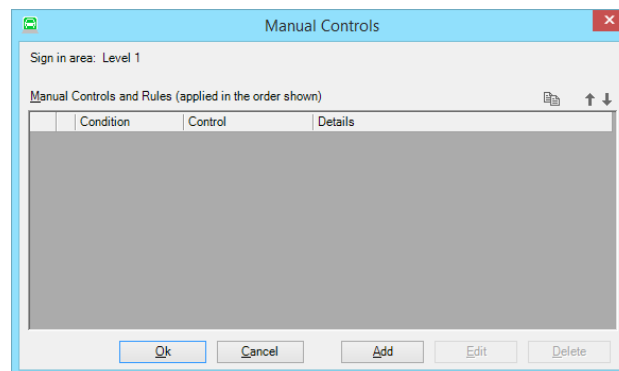 Manual Controls
Sign in area: Level 1
Manual Controls and Rules (applied in the order shown)
Condition Control Details
Ok Cancel Add Edit Delete